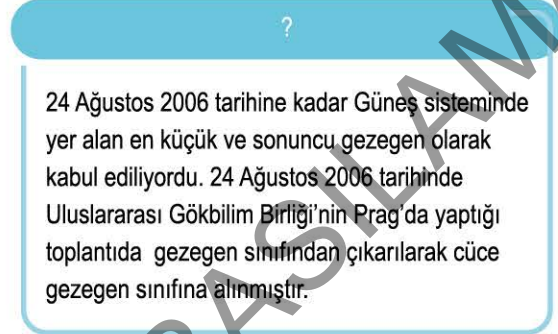 ?
24 Ağustos 2006 tarihine kadar Güneş sisteminde
yer alan en küçük ve sonuncu gezegen olarak
kabul ediliyordu. 24 Ağustos 2006 tarihinde
Uluslararası Gökbilim Birliği’nin Prag’da yaptığı
toplantıda gezegen sınıfından çıkarılarak cüce
gezegen sınıfına alınmıştır.